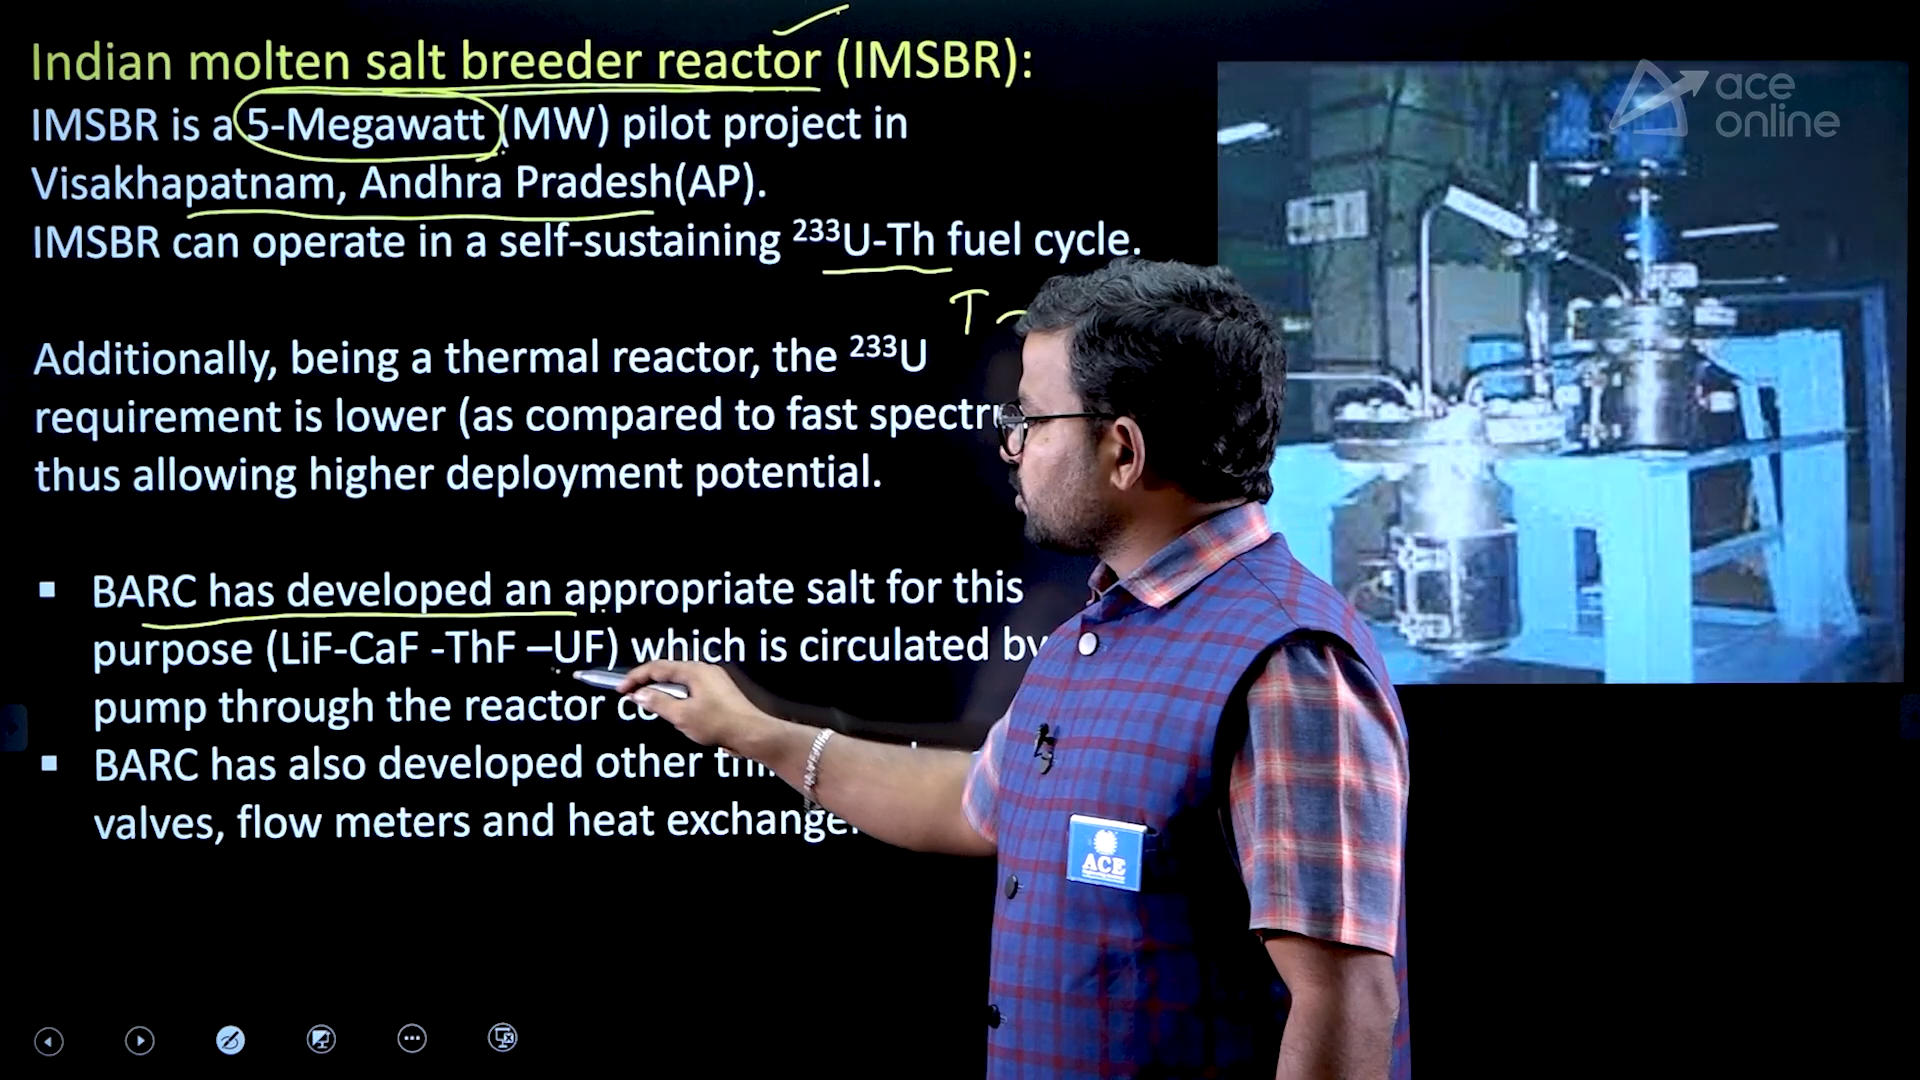 Indian molten salt breeder reactor (IMSBR):
IMSBR is a 5-Megawatt (MW) pilot project in
Visakhapatnam, Andhra Pradesh(AP).
IMSBR can operate in a self-sustaining ²³³U-Th fuel cycle.
T
Additionally, being a thermal reactor, the ²³³U
requirement is lower (as compared to fast
thus allowing higher deployment potential.
▪ BARC has developed an appropriate salt for this
purpose (LiF-CaF -ThF –UF) which is circulated by
pump through the reactor
▪ BARC has also developed other
valves, flow meters and heat
ace
online
ACE